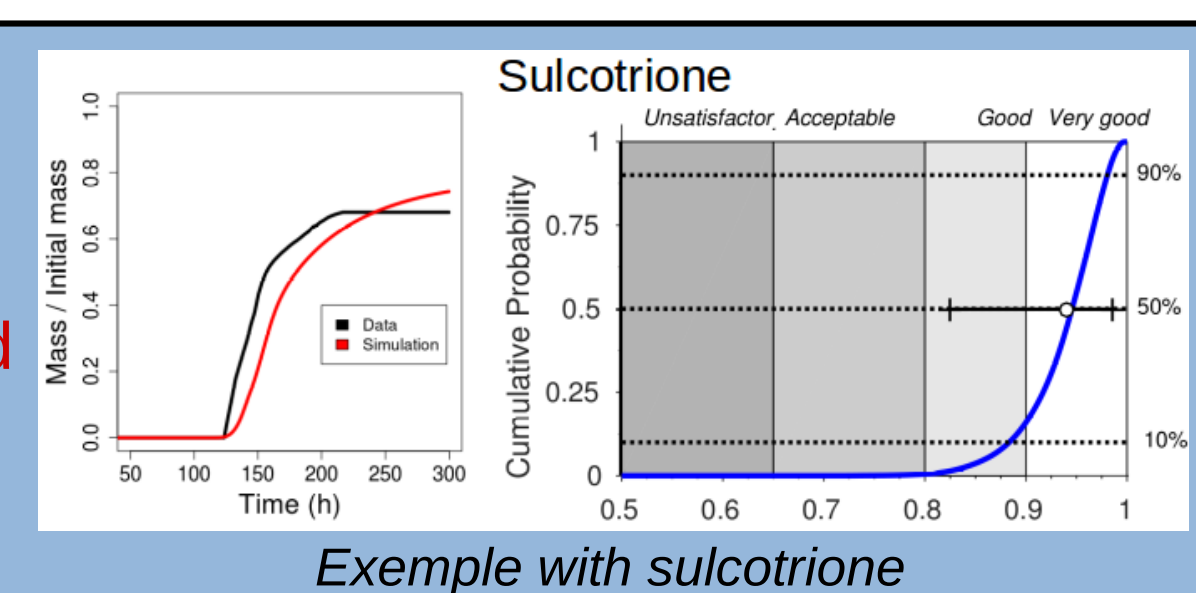 Sulcotrione
1.0
0.8
0.6
0.4
0.2
0.0
Mass / Initial mass
50 100 150 200 250 300
Time (h)
Data
Simulation
Unsatisfactor Acceptable Good Very good
1
0.75
0.5
0.25
0
Cumulative Probability
90%
50%
10%
0.5 0.6 0.7 0.8 0.9 1
d
Exemple with sulcotrione